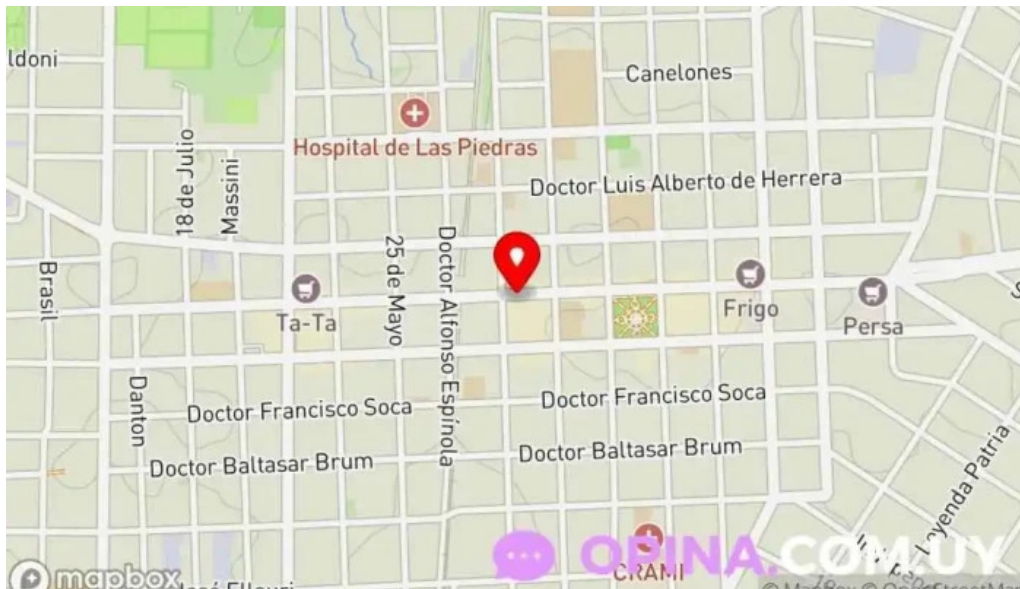 ldoni
Canelones
Hospital de Las Piedras
18 de Julio
Massini
Doctor Luis Alberto de Herrera
Brasil
25 de Mayo
Doctor Alfonso Espínola
Ta-Ta
Frigo
Persa
Danton
Doctor Francisco Soca
Doctor Francisco Soca
Doctor Baltasar Brum
Doctor Baltasar Brum
Leyenda Patria
OPINA.COM.UY
CRAMI
mapbox
© Mapbox © OpenStreetMap